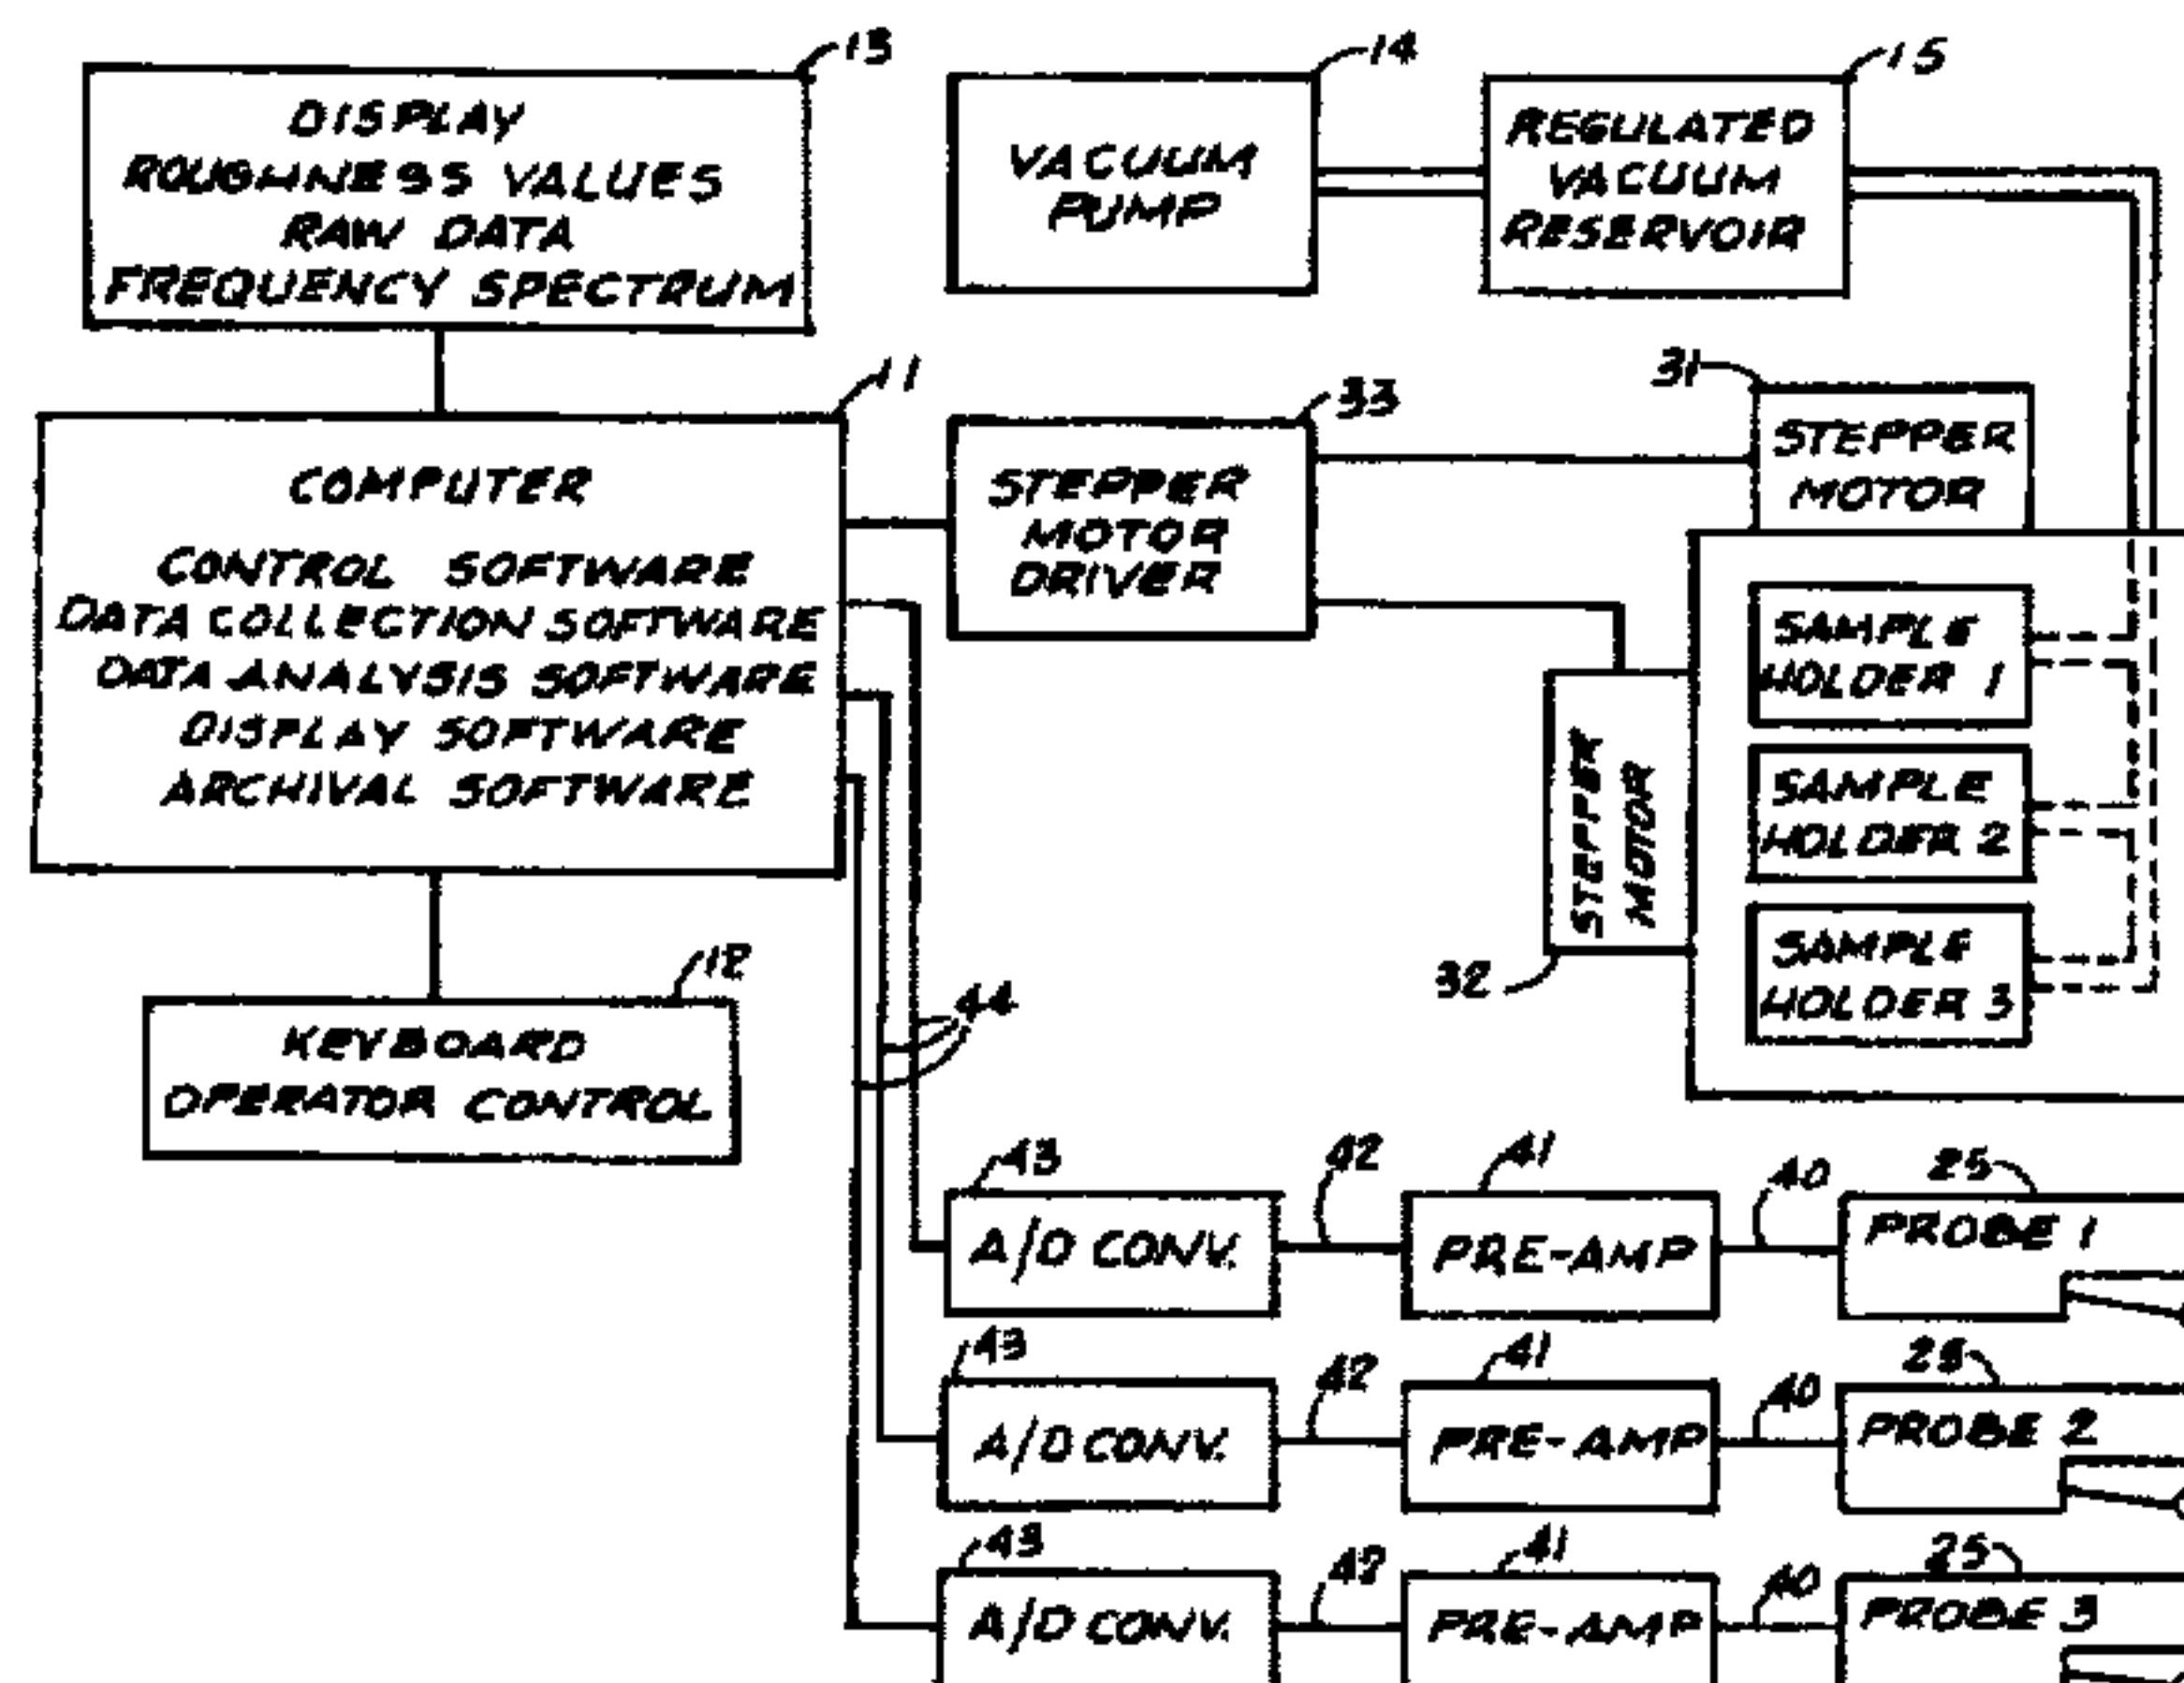 13
DISPLAY
ROUGHNESS VALUES
RAW DATA
FREQUENCY SPECTRUM
14
VACUUM
PUMP
15
REGULATED
VACUUM
RESERVOIR
11
COMPUTER
CONTROL SOFTWARE
DATA COLLECTION SOFTWARE
DATA ANALYSIS SOFTWARE
DISPLAY SOFTWARE
ARCHIVAL SOFTWARE
33
STEPPER
MOTOR
DRIVER
31
STEPPER
MOTOR
STEPPER
MOTOR
32
SAMPLE
HOLDER 1
SAMPLE
HOLDER 2
SAMPLE
HOLDER 3
12
KEYBOARD
OPERATOR CONTROL
44
43
A/D CONV.
42
41
PRE-AMP
40
25
PROBE 1
43
A/D CONV.
42
41
PRE-AMP
40
25
PROBE 2
43
A/D CONV.
42
41
PRE-AMP
40
25
PROBE 3